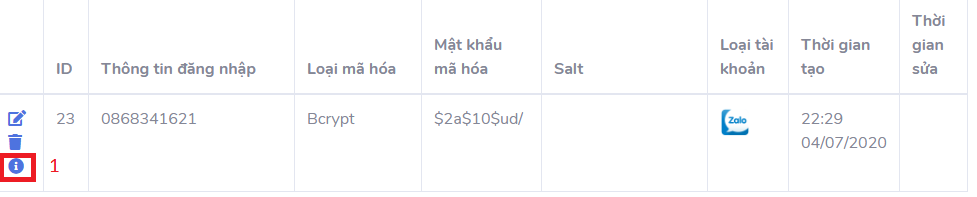 ID
Thông tin đăng nhập
Loại mã hóa
Mật khẩu
mã hóa
Salt
Loại tài
khoản
Thời gian
tạo
Thời
gian
sửa
23
0868341621
Bcrypt
$2a$10$ud/
Zalo
22:29
04/07/2020
1